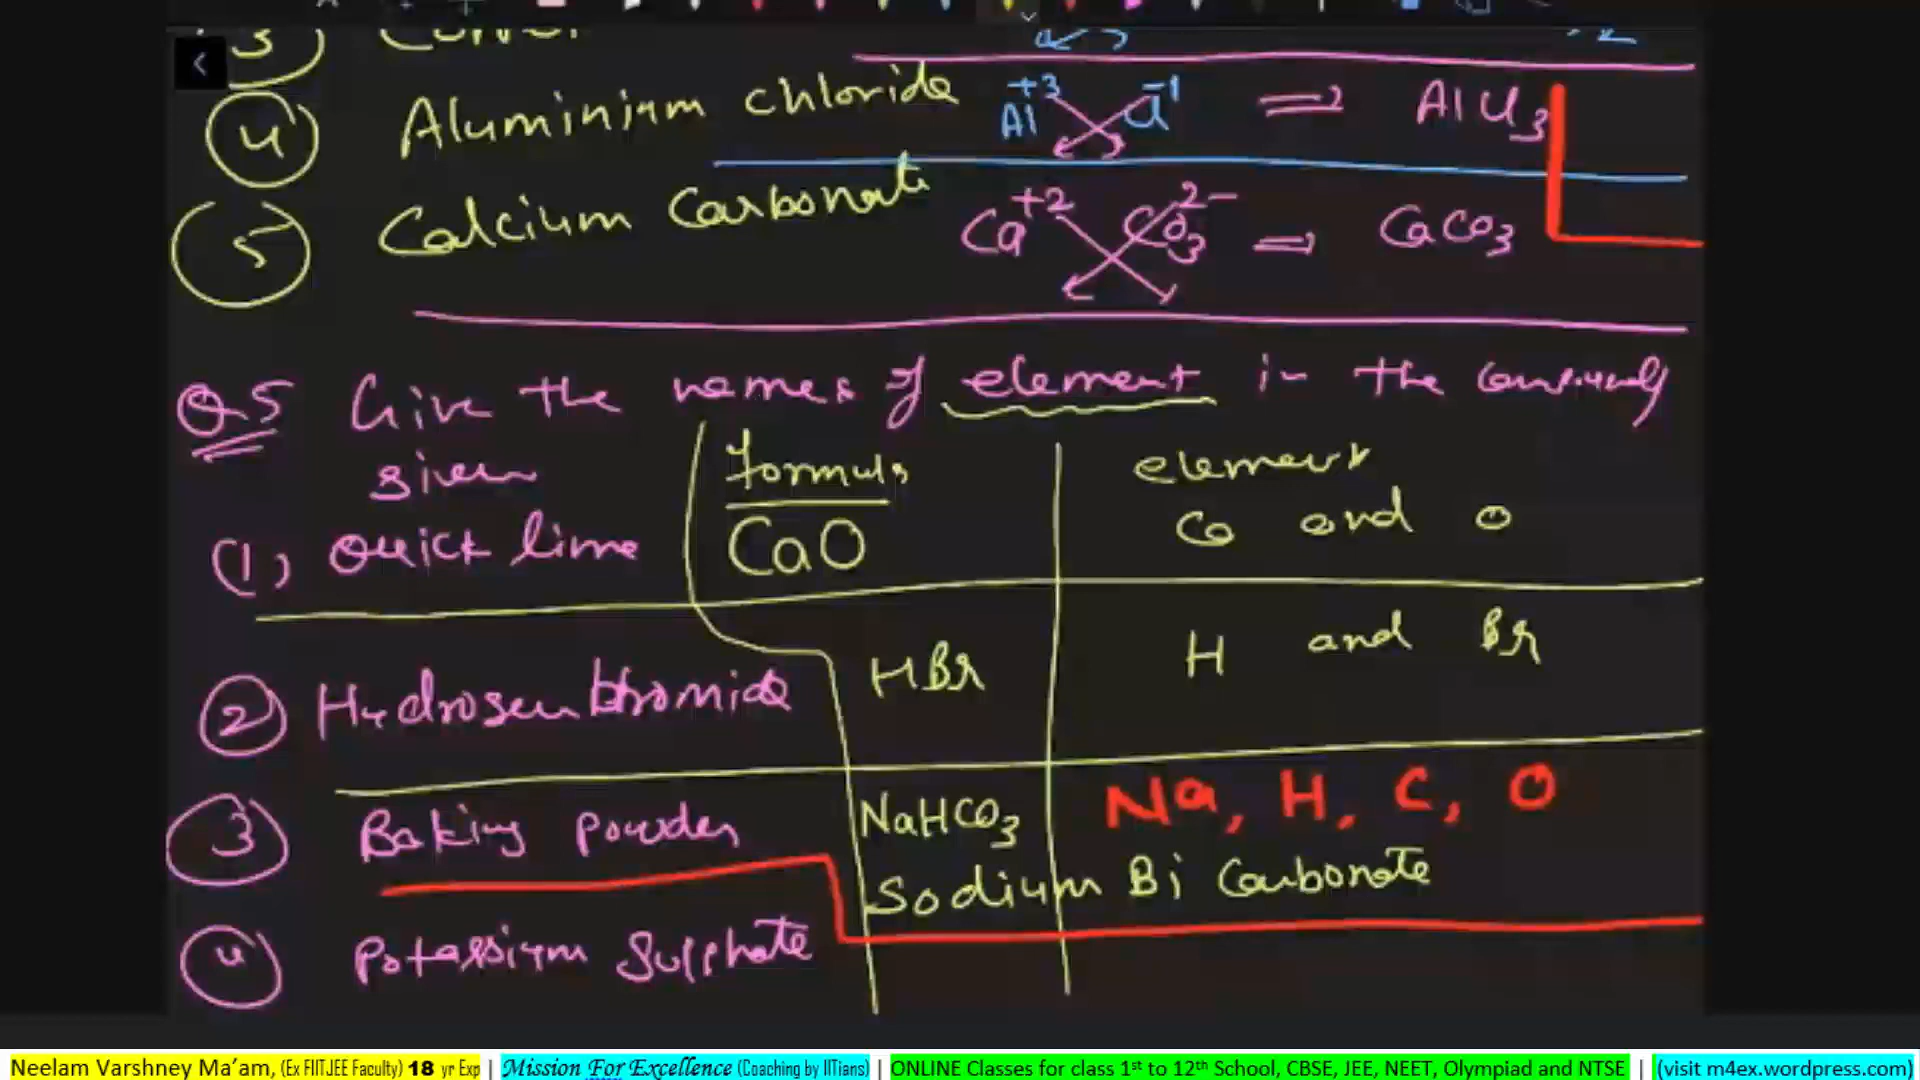 3
4 Aluminium chloride Al +3 Cl -1 ⇒ AlCl3
5 Calcium Carbonate Ca +2 CO3 2- ⇒ CaCO3
Q.5 Give the names of element in the
given Formula element
(1) Quick lime CaO Ca and O
2 Hydrogen bromide HBr H and Br
3 Baking Powder NaHCO3 Na, H, C, O
Sodium Bi Carbonate
4 Potassium Sulphate
Neelam Varshney Ma'am, (Ex FIITJEE Faculty) 18 yr Exp | Mission For Excellence (Coaching by IITians) | ONLINE Classes for class 1st to 12th School, CBSE, JEE, NEET, Olympiad and NTSE | (visit m4ex.wordpress.com)